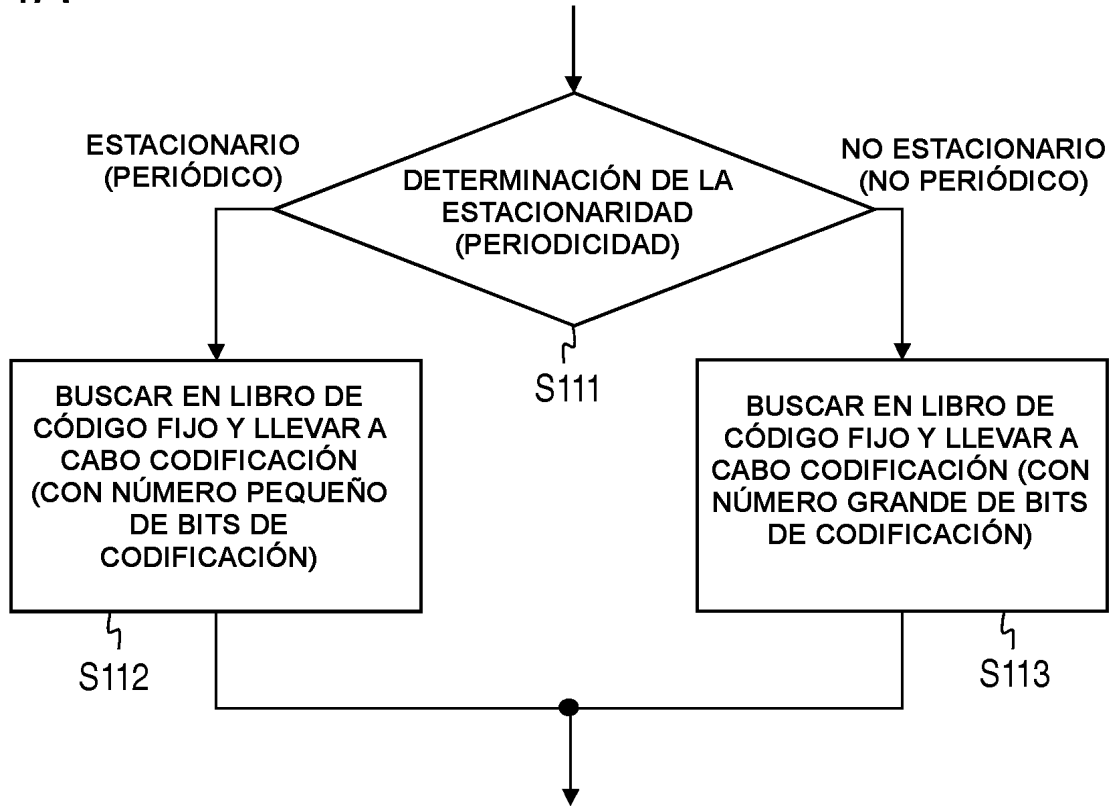 ESTACIONARIO
(PERIÓDICO)
DETERMINACIÓN DE LA
ESTACIONARIDAD
(PERIODICIDAD)
NO ESTACIONARIO
(NO PERIÓDICO)
S111
BUSCAR EN LIBRO DE
CÓDIGO FIJO Y LLEVAR A
CABO CODIFICACIÓN
(CON NÚMERO PEQUEÑO
DE BITS DE
CODIFICACIÓN)
S112
BUSCAR EN LIBRO DE
CÓDIGO FIJO Y LLEVAR A
CABO CODIFICACIÓN (CON
NÚMERO GRANDE DE BITS
DE CODIFICACIÓN)
S113